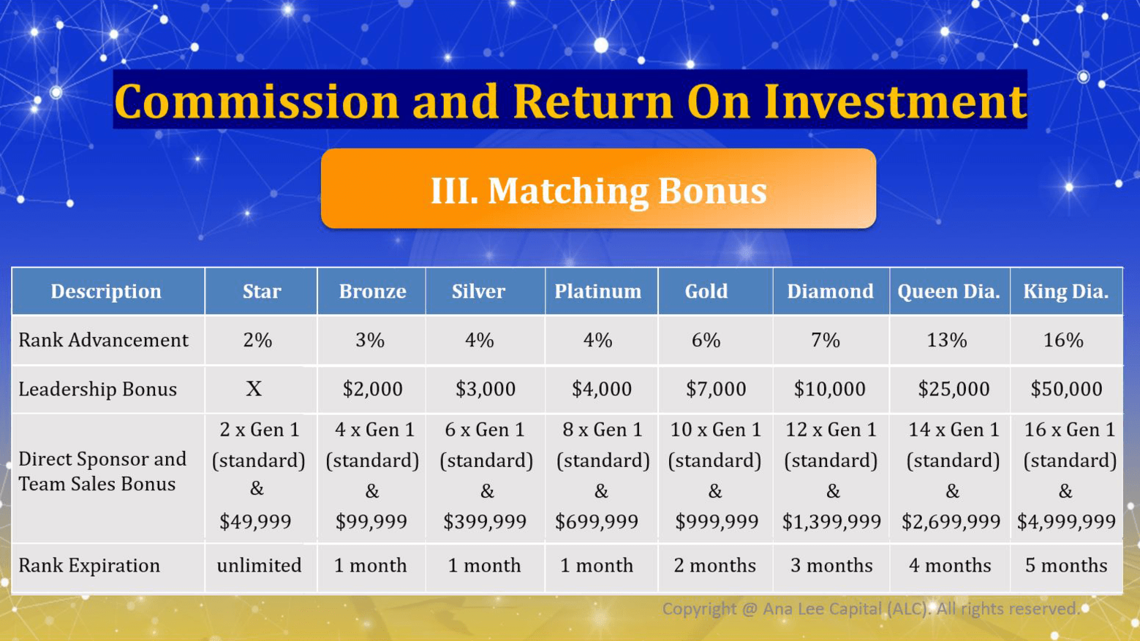 Commission and Return On Investment
III. Matching Bonus
Description Star Bronze Silver Platinum Gold Diamond Queen Dia. King Dia.
Rank Advancement 2% 3% 4% 4% 6% 7% 13% 16%
Leadership Bonus X $2,000 $3,000 $4,000 $7,000 $10,000 $25,000 $50,000
Direct Sponsor and
Team Sales Bonus
2 x Gen 1 4 x Gen 1 6 x Gen 1 8 x Gen 1 10 x Gen 1 12 x Gen 1 14 x Gen 1 16 x Gen 1
(standard) (standard) (standard) (standard) (standard) (standard) (standard) (standard)
& & & & & & & &
$49,999 $99,999 $399,999 $699,999 $999,999 $1,399,999 $2,699,999 $4,999,999
Rank Expiration unlimited 1 month 1 month 1 month 2 months 3 months 4 months 5 months
Copyright @ Ana Lee Capital (ALC). All rights reserved.